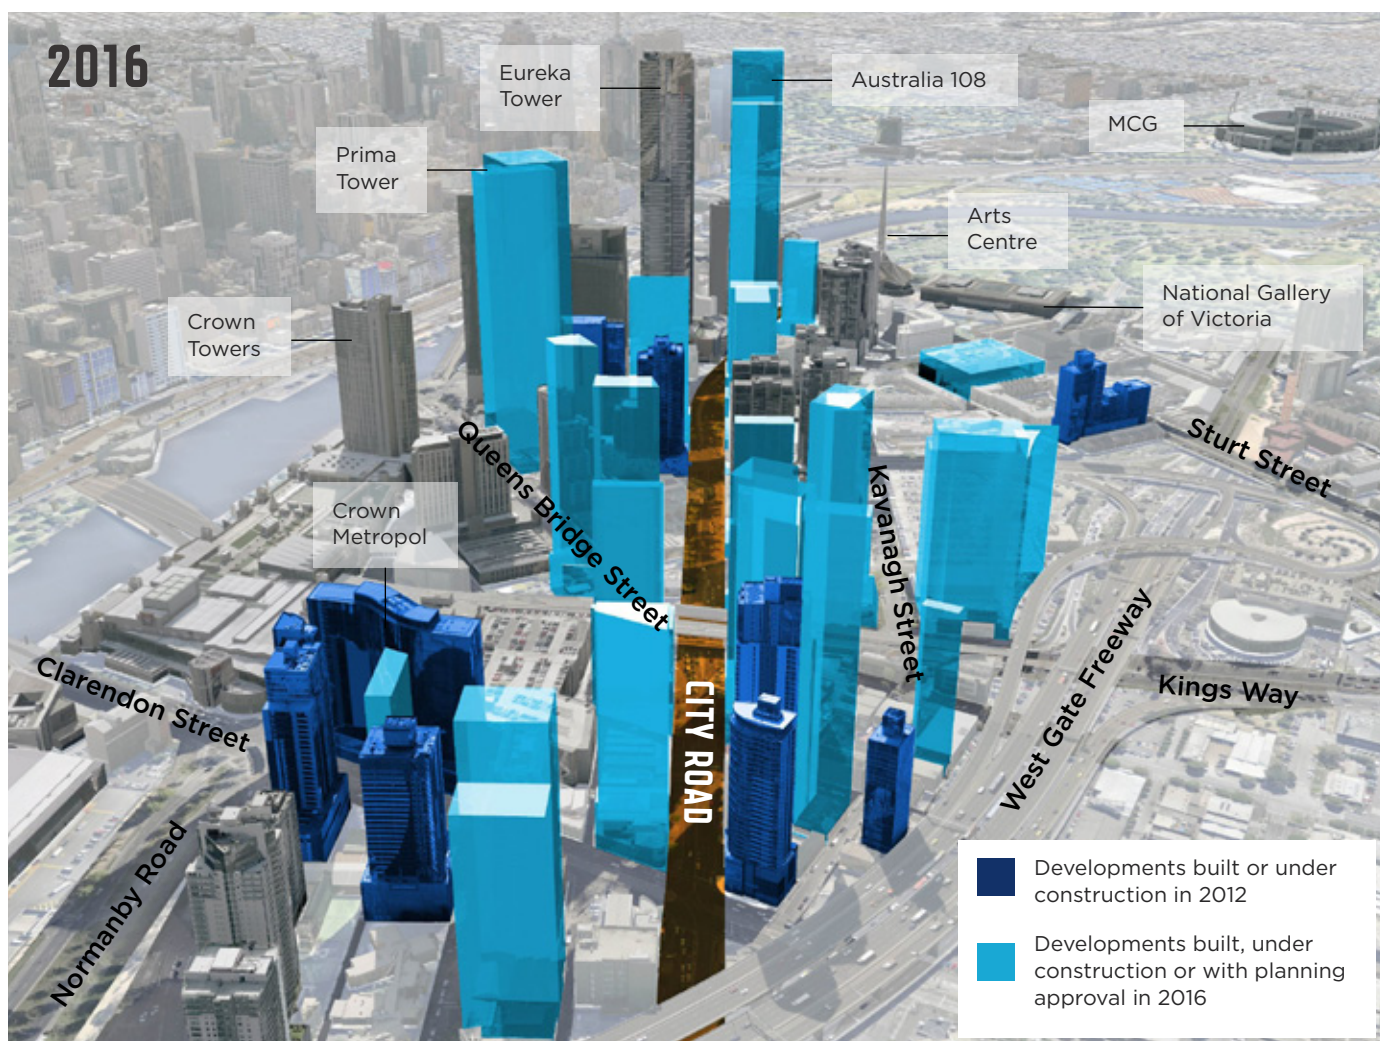 2016
Eureka
Tower
Australia 108
MCG
Prima
Tower
Arts
Centre
National Gallery
of Victoria
Crown
Towers
Queens Bridge Street
Sturt Street
Kavanagh Street
Crown
Metropol
Clarendon Street
CITY ROAD
West Gate Freeway
Kings Way
Normanby Road
Developments built or under
construction in 2012
Developments built, under
construction or with planning
approval in 2016